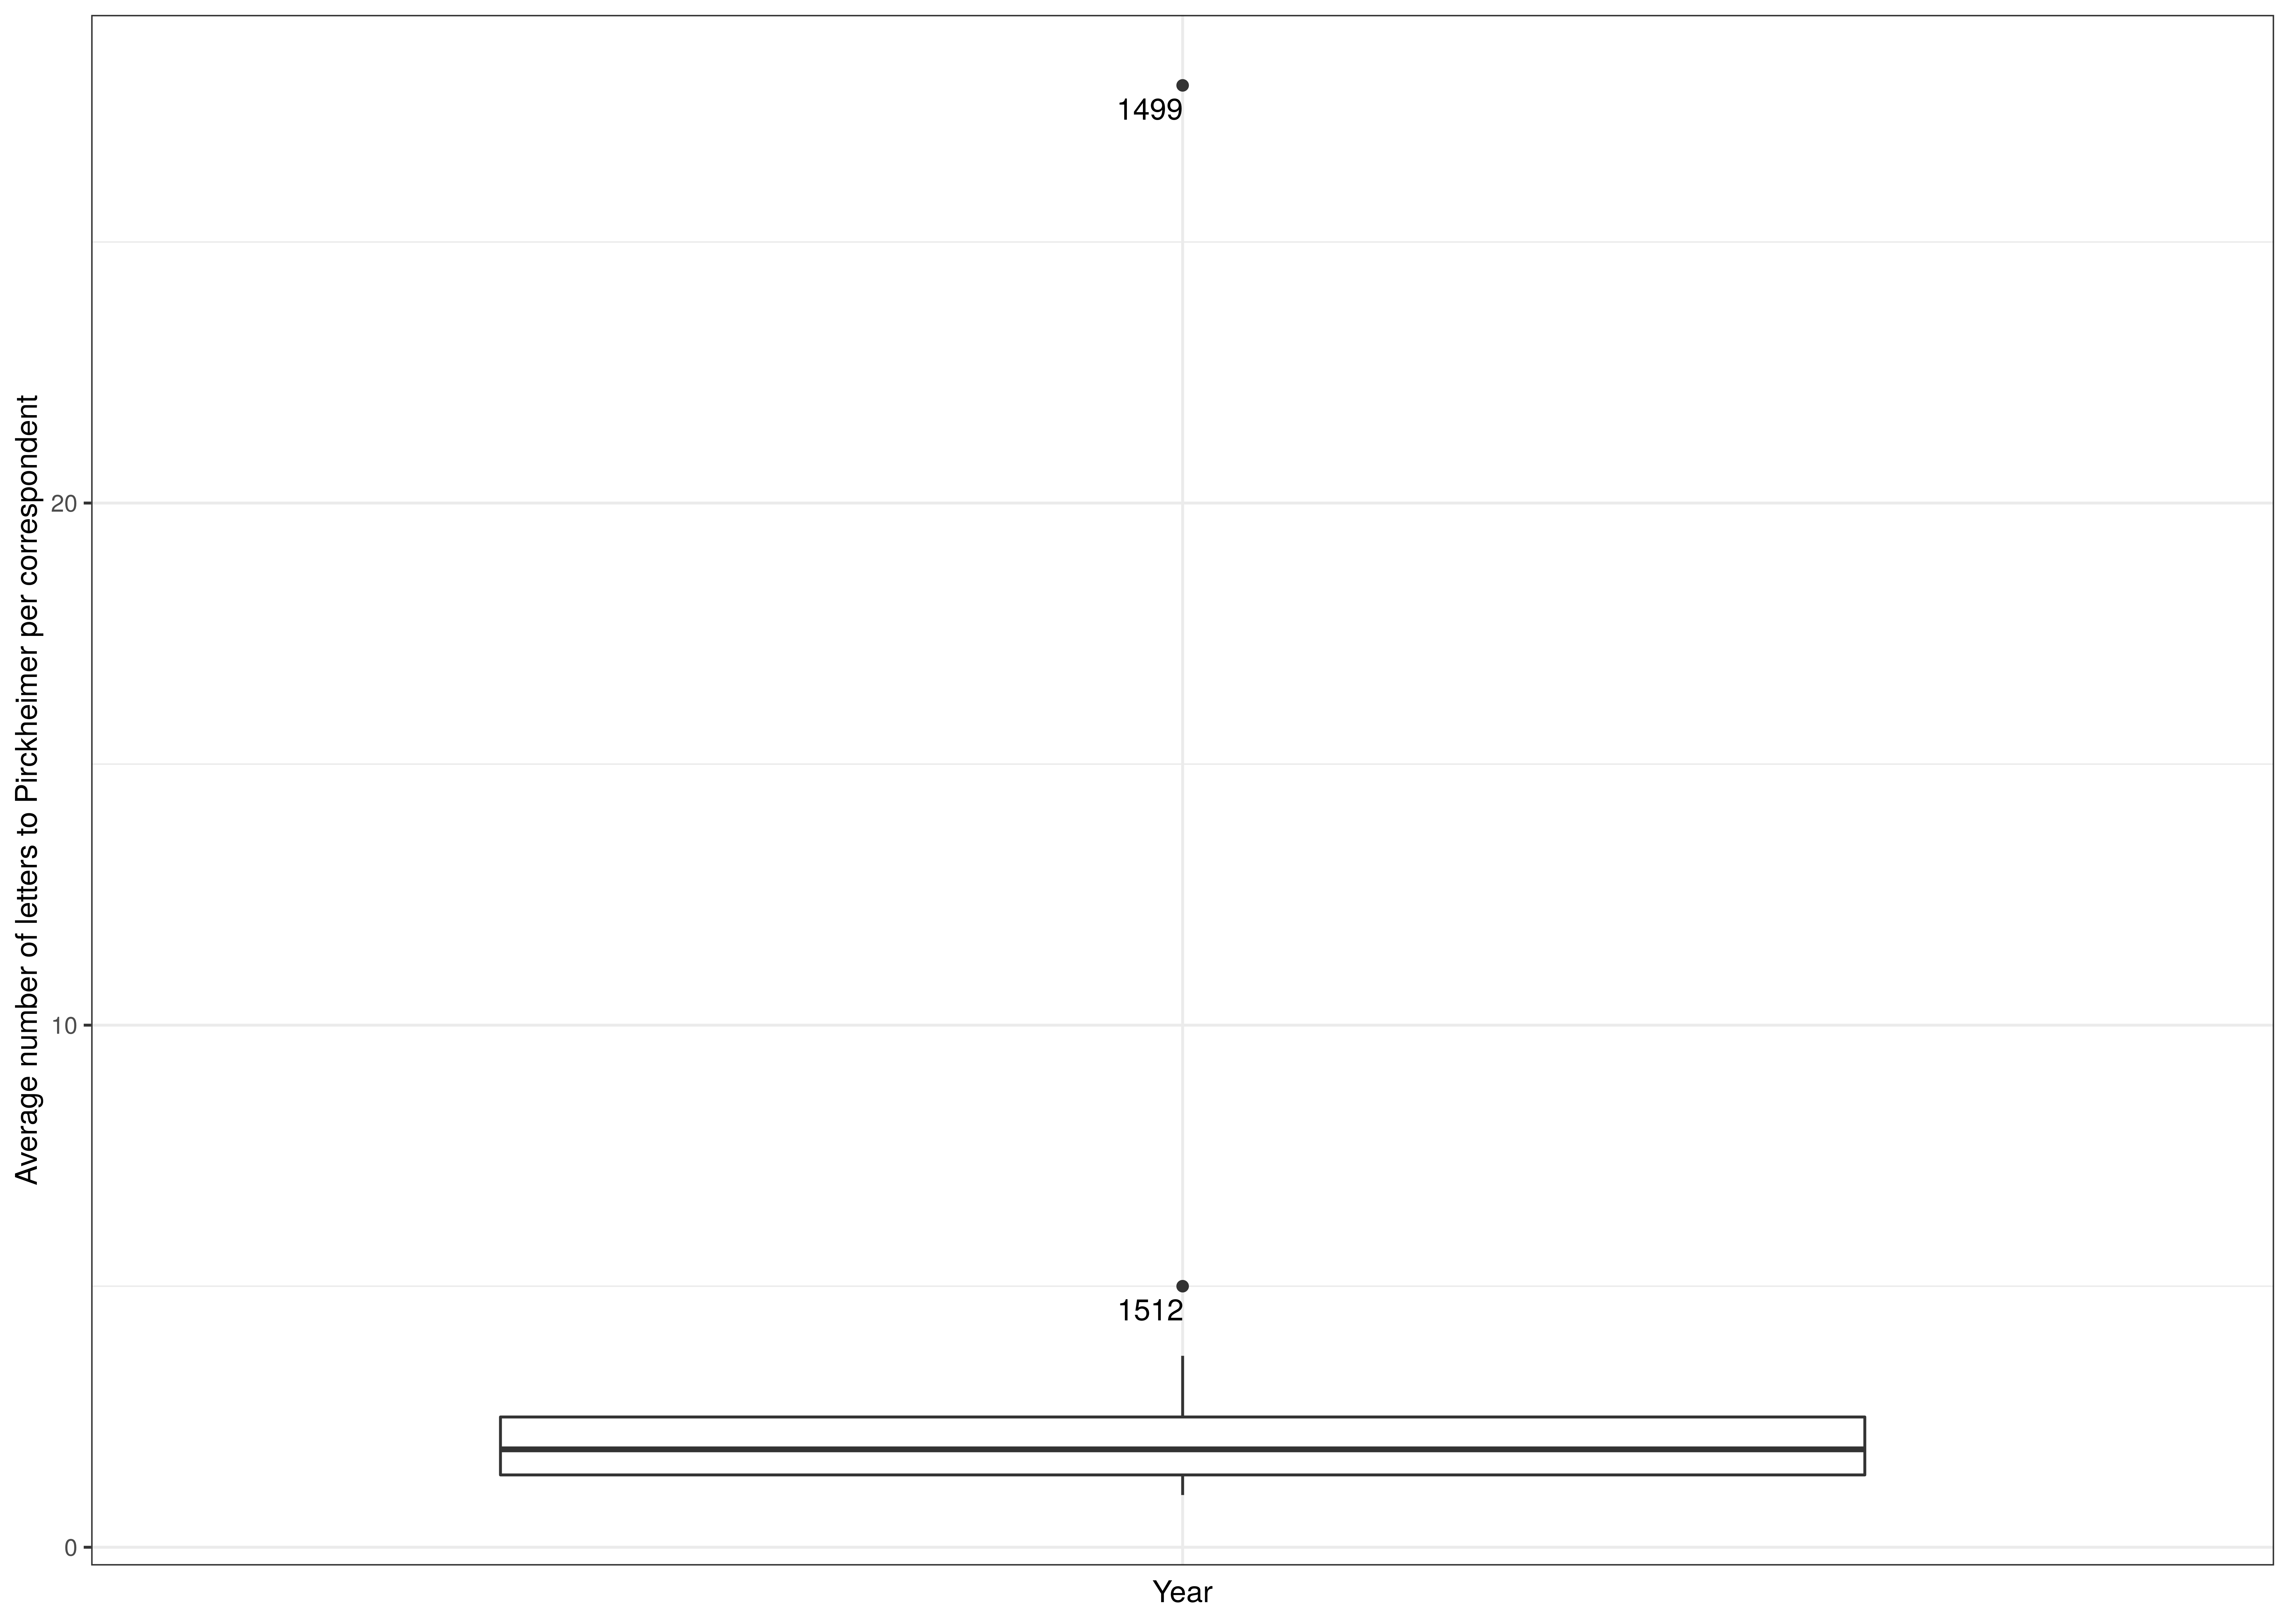 Average number of letters to Pirckheimer per correspondent
1499
20
10
1512
0
Year